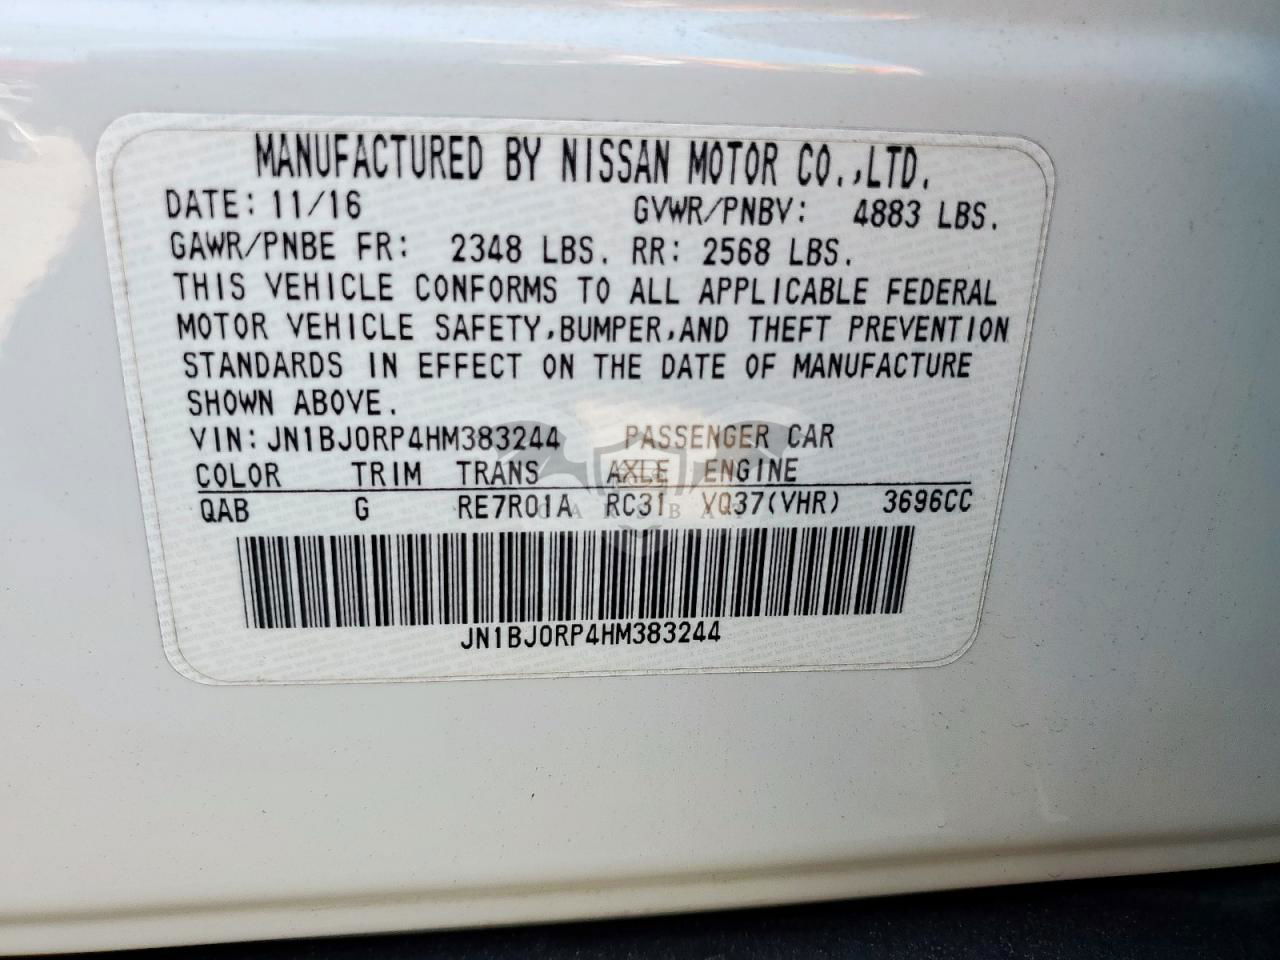 MANUFACTURED BY NISSAN MOTOR CO.,LTD.
DATE: 11/16 GVWR/PNBV: 4883 LBS.
GAWR/PNBE FR: 2348 LBS. RR: 2568 LBS.
THIS VEHICLE CONFORMS TO ALL APPLICABLE FEDERAL
MOTOR VEHICLE SAFETY,BUMPER,AND THEFT PREVENTION
STANDARDS IN EFFECT ON THE DATE OF MANUFACTURE
SHOWN ABOVE.
VIN:JN1BJ0RP4HM383244 PASSENGER CAR
COLOR TRIM TRANS AXLE ENGINE
QAB G RE7R01A RC31 VQ37(VHR) 3696CC
JN1BJ0RP4HM383244